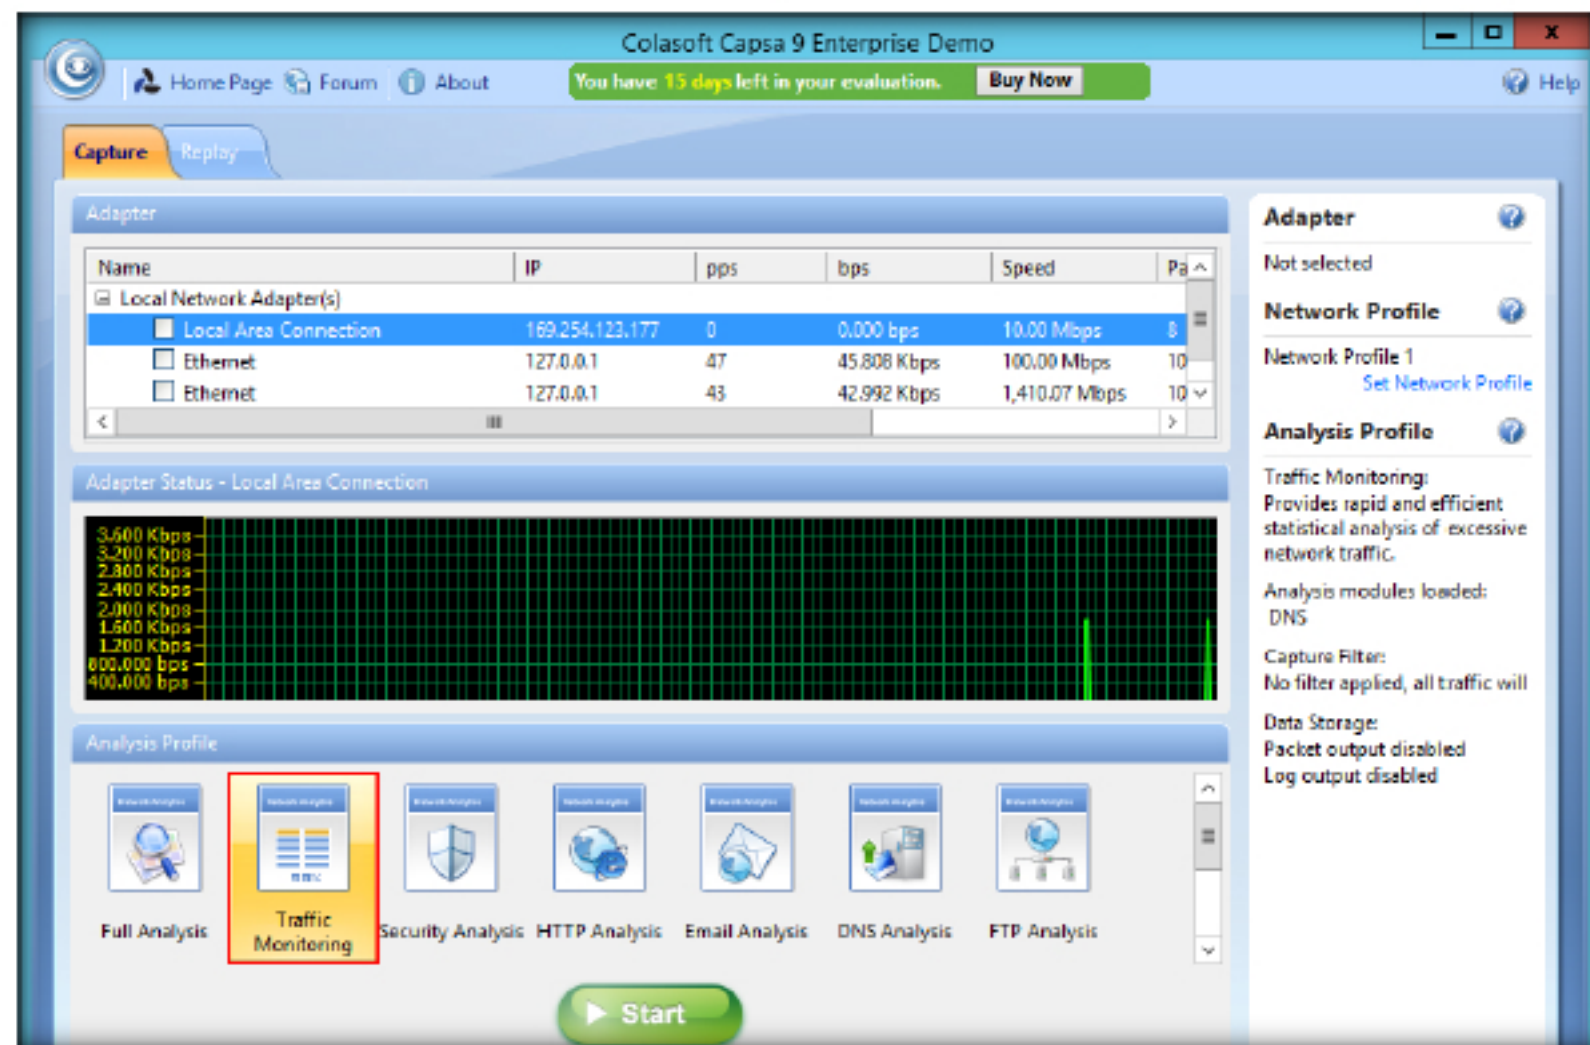 Colasoft Capsa 9 Enterprise Demo
Home Page Forum About You have 15 days left in your evaluation. Buy Now Help
Capture Replay
Adapter
Name IP pps bps Speed Pa
Local Network Adapter(s)
Local Area Connection 169.254.123.177 0 0.000 bps 10.00 Mbps 8
Ethernet 127.0.0.1 47 45.808 Kbps 100.00 Mbps 10
Ethernet 127.0.0.1 43 42.992 Kbps 1,410.07 Mbps 10
Adapter Status - Local Area Connection
3.600 Kbps
3.200 Kbps
2.800 Kbps
2.400 Kbps
2.000 Kbps
1.600 Kbps
1.200 Kbps
800.000 bps
400.000 bps
Analysis Profile
Full Analysis
Traffic
Monitoring
Security Analysis
HTTP Analysis
Email Analysis
DNS Analysis
FTP Analysis
Start
Adapter
Not selected
Network Profile
Network Profile 1
Set Network Profile
Analysis Profile
Traffic Monitoring:
Provides rapid and efficient
statistical analysis of excessive
network traffic.
Analysis modules loaded:
DNS
Capture Filter:
No filter applied, all traffic will
Data Storage:
Packet output disabled
Log output disabled